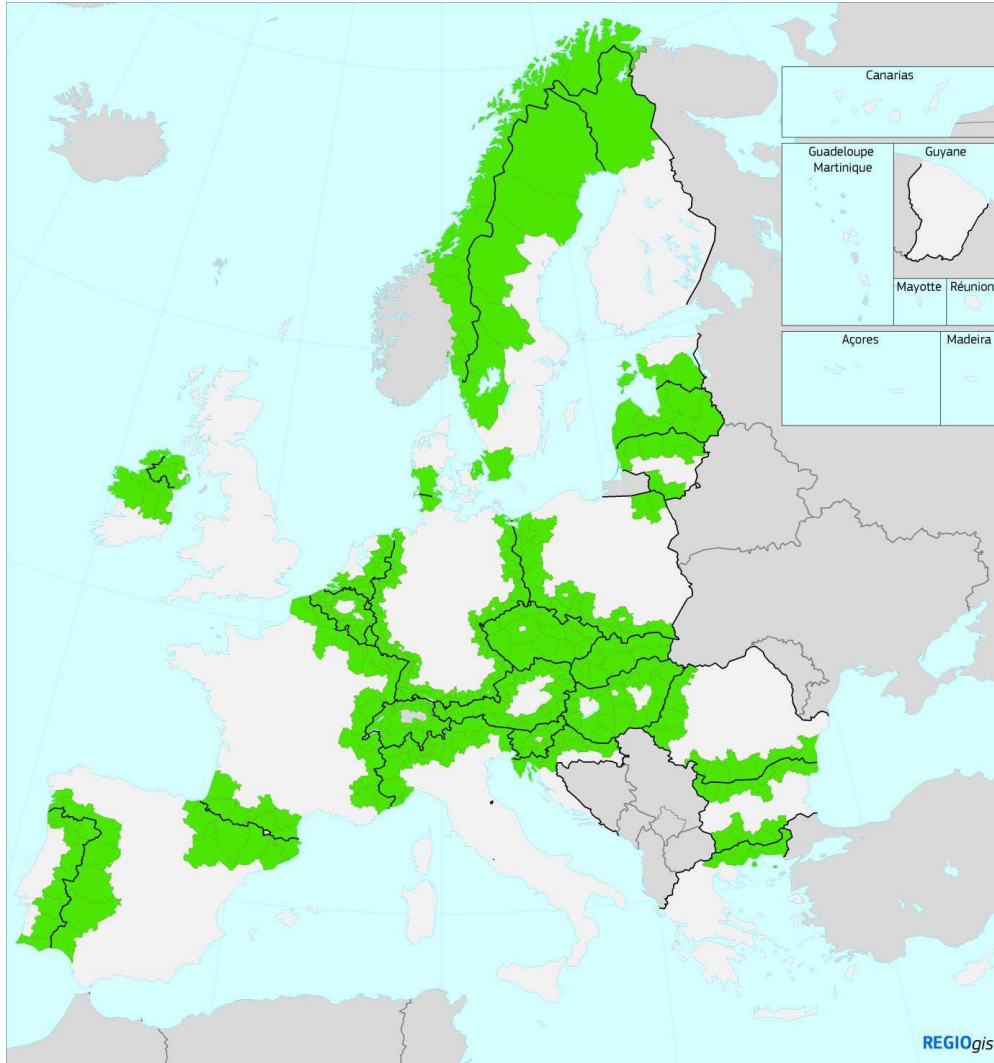 Canarias
Guadeloupe
Martinique
Guyane
Mayotte
Réunion
Açores
Madeira
REGIOgis